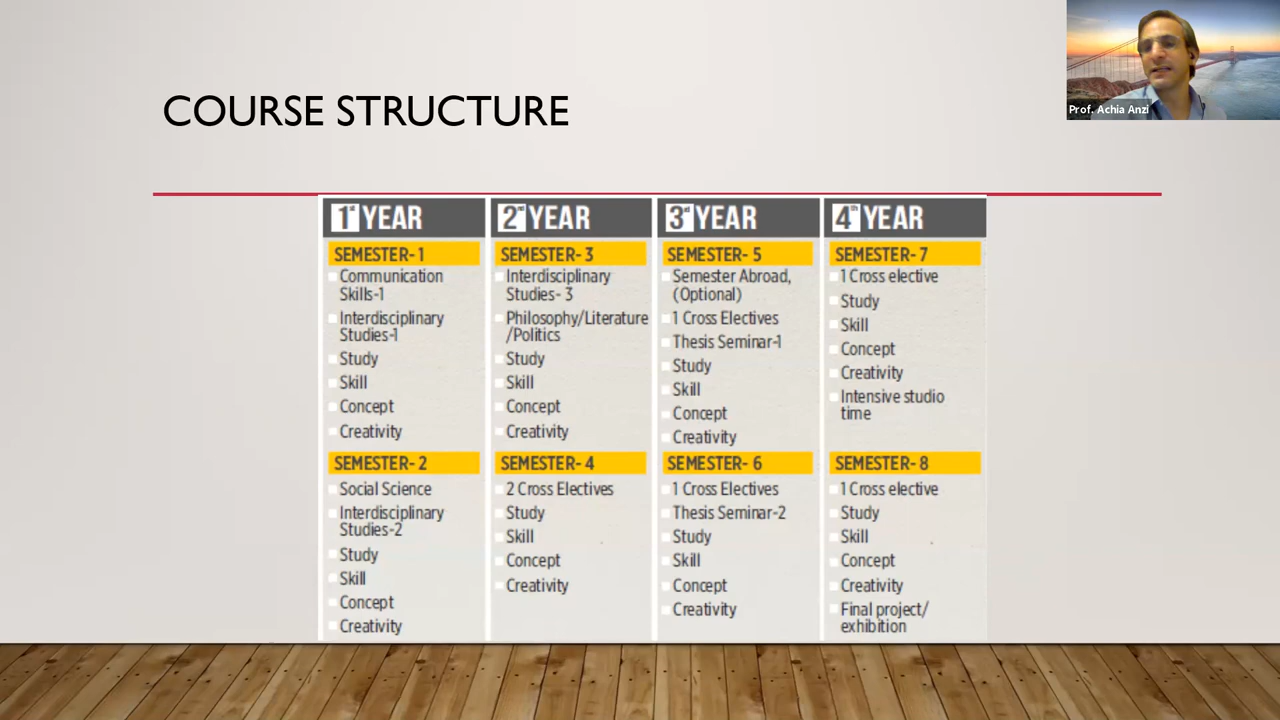 COURSE STRUCTURE
Prof. Achia Anzi
1st YEAR
SEMESTER- 1
Communication
Skills-1
Interdisciplinary
Studies-1
Study
Skill
Concept
Creativity
SEMESTER- 2
Social Science
Interdisciplinary
Studies-2
Study
Skill
Concept
Creativity
2nd YEAR
SEMESTER- 3
Interdisciplinary
Studies- 3
Philosophy/Literature
/Politics
Study
Skill
Concept
Creativity
SEMESTER- 4
2 Cross Electives
Study
Skill
Concept
Creativity
3rd YEAR
SEMESTER- 5
Semester Abroad,
(Optional)
1 Cross Electives
Thesis Seminar-1
Study
Skill
Concept
Creativity
SEMESTER- 6
1 Cross Electives
Thesis Seminar-2
Study
Skill
Concept
Creativity
4th YEAR
SEMESTER- 7
1 Cross elective
Study
Skill
Concept
Creativity
Intensive studio
time
SEMESTER- 8
1 Cross elective
Study
Skill
Concept
Creativity
Final project/
exhibition